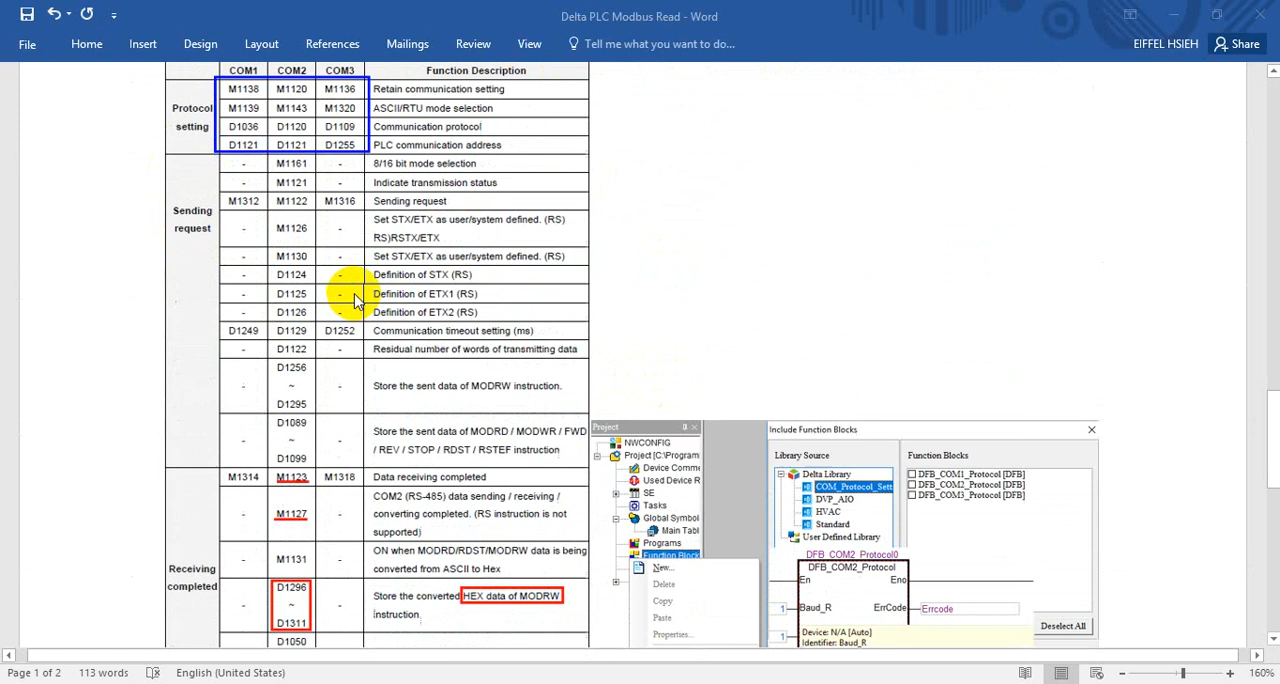 Delta PLC Modbus Read - Word
EIFFEL HSIEH
Share
File
Home
Insert
Design
Layout
References
Mailings
Review
View
Tell me what you want to do...
COM1 COM2 COM3 Function Description
Protocol setting
M1138 M1120 M1136 Retain communication setting
M1139 M1143 M1320 ASCII/RTU mode selection
D1036 D1120 D1109 Communication protocol
D1121 D1121 D1255 PLC communication address
Sending request
- M1161 - 8/16 bit mode selection
- M1121 - Indicate transmission status
M1312 M1122 M1316 Sending request
- M1126 - Set STX/ETX as user/system defined. (RS)
RS)RSTX/ETX
- M1130 - Set STX/ETX as user/system defined. (RS)
- D1124 - Definition of STX (RS)
- D1125 - Definition of ETX1 (RS)
- D1126 - Definition of ETX2 (RS)
D1249 D1129 D1252 Communication timeout setting (ms)
- D1122 - Residual number of words of transmitting data
D1256
- ~ - Store the sent data of MODRW instruction.
D1295
D1089
- ~ - Store the sent data of MODRD / MODWR / FWD
D1099 / REV / STOP / RDST / RSTEF instruction
Receiving completed
M1314 M1123 M1318 Data receiving completed
COM2 (RS-485) data sending / receiving /
- M1127 - converting completed. (RS instruction is not
supported)
- M1131 - ON when MODRD/RDST/MODRW data is being
converted from ASCII to Hex
D1296
- ~ - Store the converted HEX data of MODRW
D1311 instruction.
D1050
Project
NWCONFIG
Project [C:\Program
Device Comme
Used Device R
SE
Tasks
Global Symbol
Main Tabl
Programs
Function Block
New...
Delete
Copy
Paste
Properties...
Include Function Blocks
Library Source
Delta Library
COM_Protocol_Sett
DVP_AIO
HVAC
Standard
User Defined Library
Function Blocks
DFB_COM1_Protocol [DFB]
DFB_COM2_Protocol [DFB]
DFB_COM3_Protocol [DFB]
DFB_COM2_Protocol0
DFB_COM2_Protocol
En Eno
1 Baud_R ErrCode Errcode
1
Device: N/A [Auto]
Identifier: Baud_R
Deselect All
Page 1 of 2
113 words
English (United States)
160%